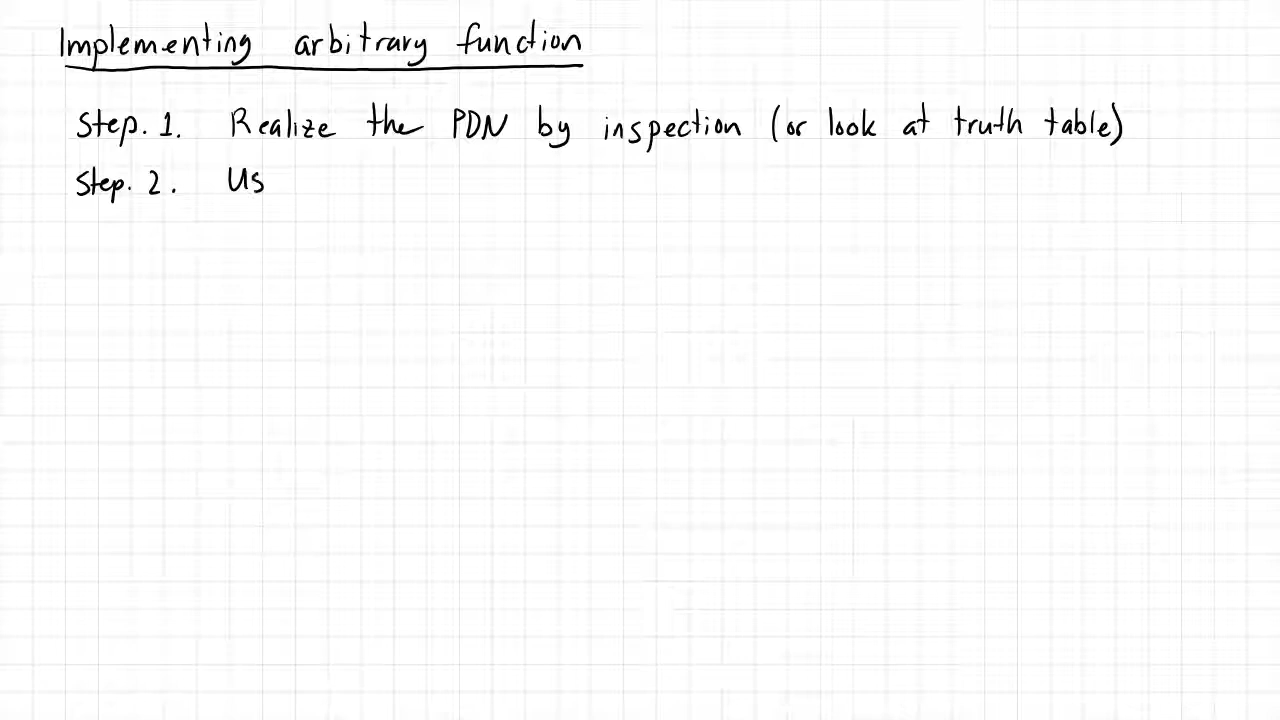 Implementing arbitrary function
Step. 1. Realize the PDN by inspection (or look at truth table)
Step. 2. Us